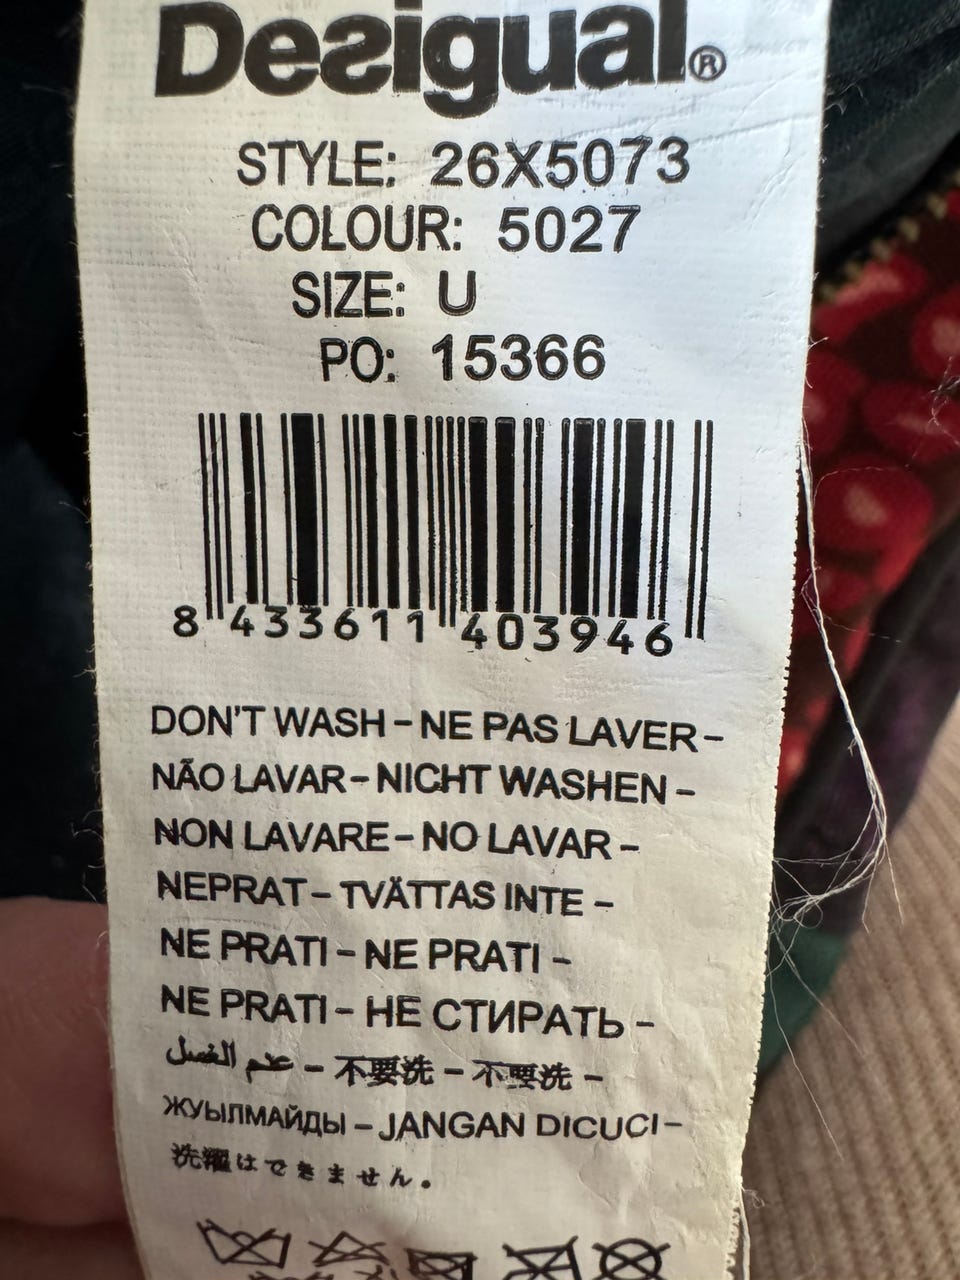 Desigual®
STYLE: 26X5073
COLOUR: 5027
SIZE: U
PO: 15366
8 433611 403946
DON'T WASH – NE PAS LAVER –
NÃO LAVAR – NICHT WASHEN –
NON LAVARE – NO LAVAR –
NEPRAT – TVÄTTAS INTE –
NE PRATI – NE PRATI –
NE PRATI – НЕ СТИРАТЬ –
عدم الغسل – 不要洗 – 不要洗 –
ЖУЫЛМАЙДЫ – JANGAN DICUCI –
洗濯はできません。